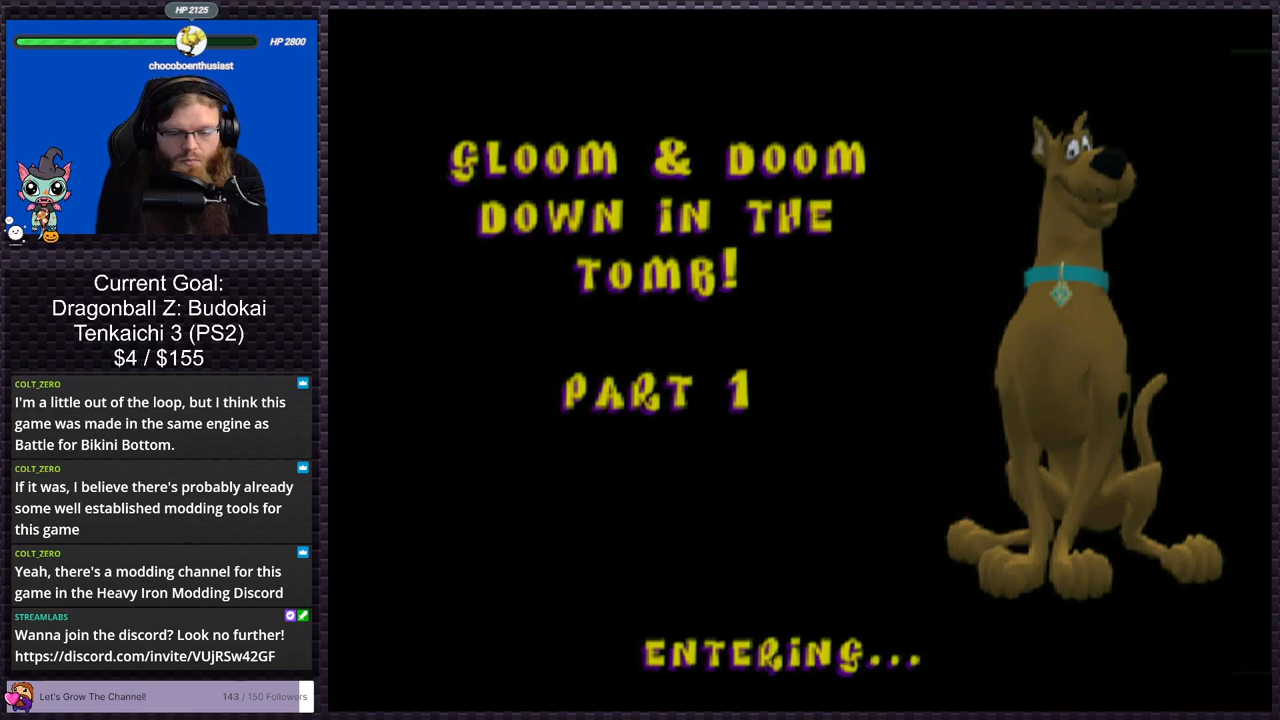 HP 2125
HP 2800
chocoboenthusiast
Current Goal:
Dragonball Z: Budokai
Tenkaichi 3 (PS2)
$4 / $155
COLT_ZERO
I'm a little out of the loop, but I think this
game was made in the same engine as
Battle for Bikini Bottom.
COLT_ZERO
If it was, I believe there's probably already
some well established modding tools for
this game
COLT_ZERO
Yeah, there's a modding channel for this
game in the Heavy Iron Modding Discord
STREAMLABS
Wanna join the discord? Look no further!
https://discord.com/invite/VUjRSw42GF
Let's Grow The Channel! 143 / 150 Followers
GLOOM & DOOM
DOWN IN THE
TOMB!
PART 1
ENTERING...